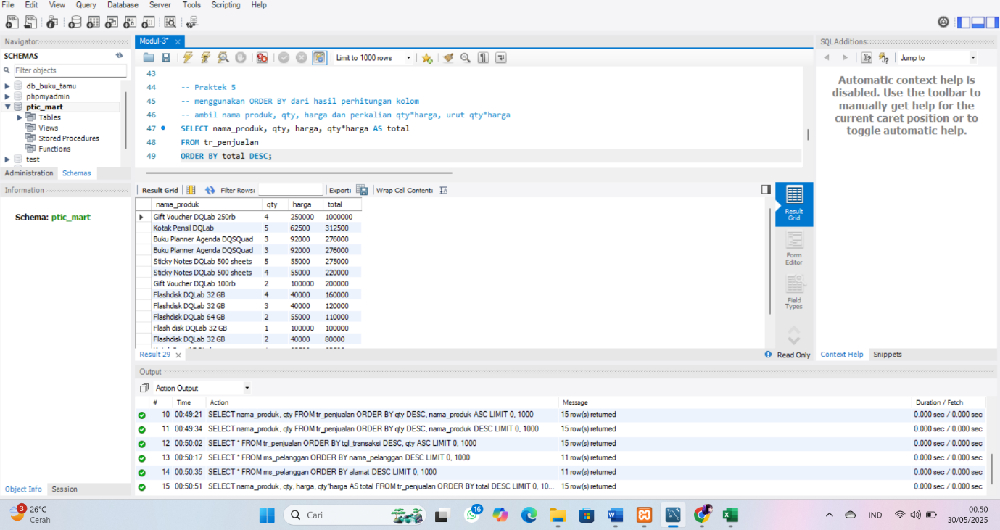 File Edit View Query Database Server Tools Scripting Help
Navigator
SCHEMAS
Filter objects
db_buku_tamu
phpmyadmin
ptic_mart
Tables
Views
Stored Procedures
Functions
test
Administration Schemas
Information
Schema: ptic_mart
Object Info Session
Modul-3*
Limit to 1000 rows
43
44 -- Praktek 5
45 -- menggunakan ORDER BY dari hasil perhitungan kolom
46 -- ambil nama produk, qty, harga dan perkalian qty*harga, urut qty*harga
47 SELECT nama_produk, qty, harga, qty*harga AS total
48 FROM tr_penjualan
49 ORDER BY total DESC;
Result Grid Filter Rows: Export: Wrap Cell Content:
nama_produk qty harga total
Gift Voucher DQLab 250rb 4 250000 1000000
Kotak Pensil DQLab 5 62500 312500
Buku Planner Agenda DQSQuad 3 92000 276000
Buku Planner Agenda DQSQuad 3 92000 276000
Sticky Notes DQLab 500 sheets 5 55000 275000
Sticky Notes DQLab 500 sheets 4 55000 220000
Gift Voucher DQLab 100rb 2 100000 200000
Flashdisk DQLab 32 GB 4 40000 160000
Flashdisk DQLab 32 GB 3 40000 120000
Flashdisk DQLab 64 GB 2 55000 110000
Flash disk DQLab 32 GB 1 100000 100000
Flashdisk DQLab 32 GB 2 40000 80000
Result 29
Result
Grid
Form
Editor
Field
Types
Read Only
SQLAdditions
Jump to
Automatic context help is
disabled. Use the toolbar to
manually get help for the
current caret position or to
toggle automatic help.
Context Help Snippets
Output
Action Output
# Time Action Message Duration / Fetch
10 00:49:21 SELECT nama_produk, qty FROM tr_penjualan ORDER BY qty DESC, nama_produk ASC LIMIT 0, 1000 15 row(s) returned 0.000 sec / 0.000 sec
11 00:49:34 SELECT nama_produk, qty FROM tr_penjualan ORDER BY qty DESC, nama_produk DESC LIMIT 0, 1000 15 row(s) returned 0.000 sec / 0.000 sec
12 00:50:02 SELECT * FROM tr_penjualan ORDER BY tgl_transaksi DESC, qty ASC LIMIT 0, 1000 15 row(s) returned 0.000 sec / 0.000 sec
13 00:50:17 SELECT * FROM ms_pelanggan ORDER BY nama_pelanggan DESC LIMIT 0, 1000 11 row(s) returned 0.000 sec / 0.000 sec
14 00:50:35 SELECT * FROM ms_pelanggan ORDER BY alamat DESC LIMIT 0, 1000 11 row(s) returned 0.000 sec / 0.000 sec
15 00:50:51 SELECT nama_produk, qty, harga, qty*harga AS total FROM tr_penjualan ORDER BY total DESC LIMIT 0, 10... 15 row(s) returned 0.000 sec / 0.000 sec
3
26°C
Cerah
Cari
16
IND
00.50
30/05/2025